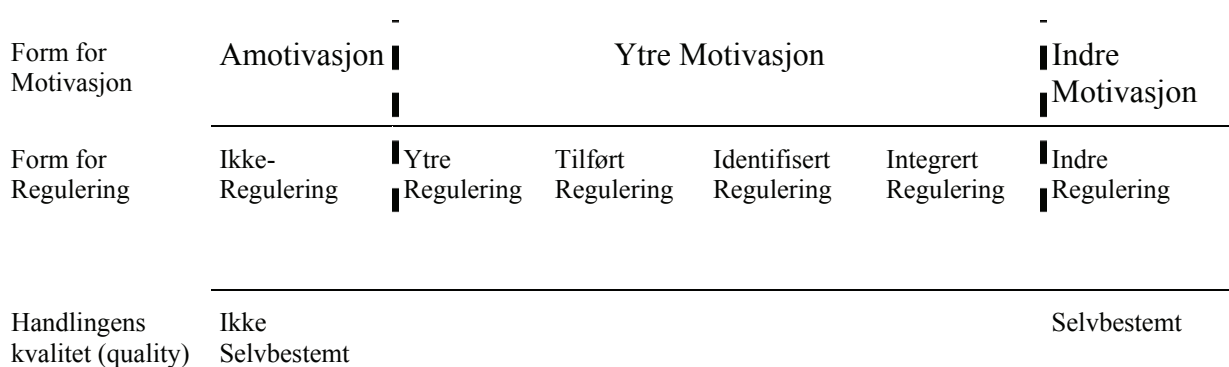 Form for Amotivasjon Ytre Motivasjon Indre
Motivasjon Motivasjon
Form for Ikke- Ytre Tilført Identifisert Integrert Indre
Regulering Regulering Regulering Regulering Regulering Regulering Regulering
Handlingens Ikke Selvbestemt
kvalitet (quality) Selvbestemt